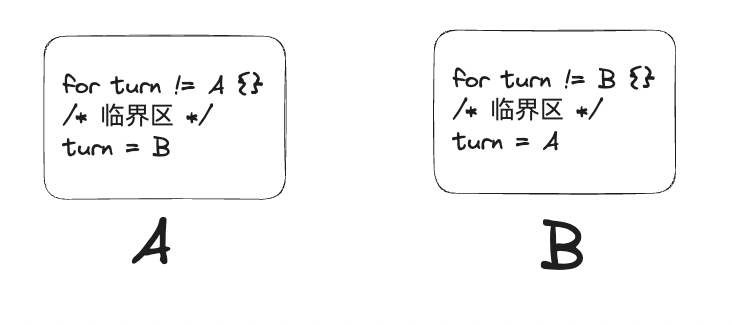 for turn != A {}
/* 临界区 */
turn = B
A
for turn != B {}
/* 临界区 */
turn = A
B